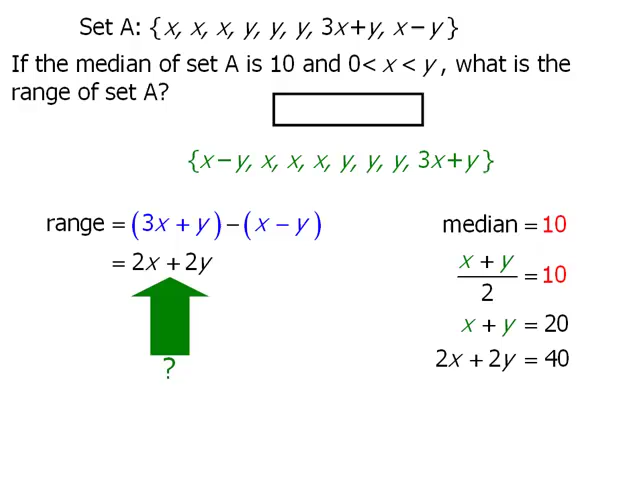 Set A: {x, x, x, y, y, y, 3x+y, x−y}
If the median of set A is 10 and 0< x < y , what is the
range of set A?
{x−y, x, x, x, y, y, y, 3x+y}
range = (3x + y) − (x − y)
= 2x + 2y
?
median = 10
x + y
2
= 10
x + y = 20
2x + 2y = 40